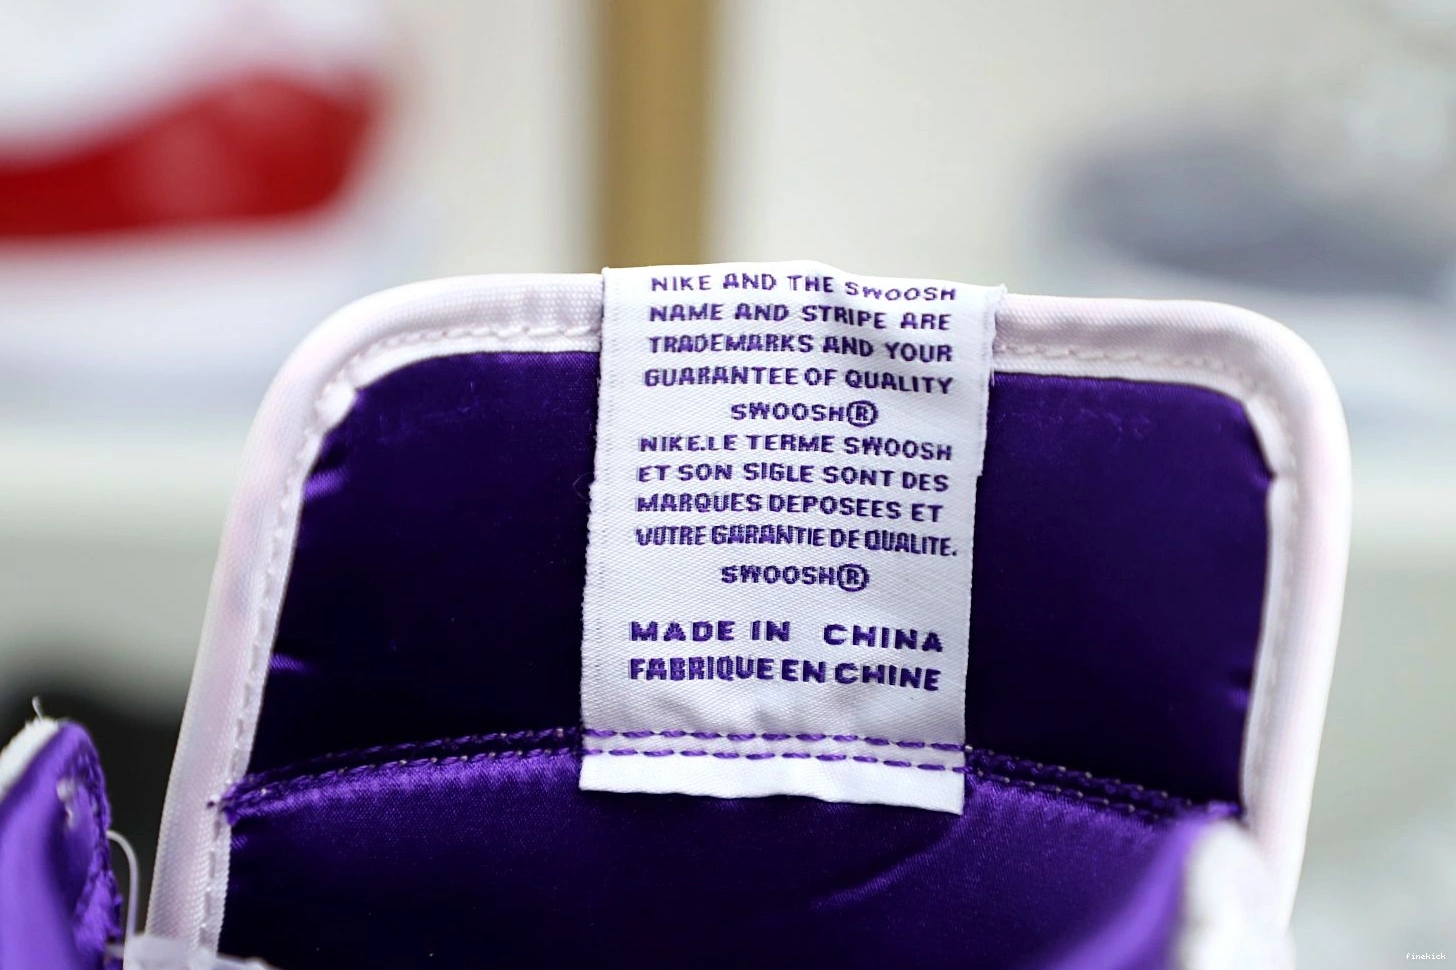 NIKE AND THE SWOOSH
NAME AND STRIPE ARE
TRADEMARKS AND YOUR
GUARANTEE OF QUALITY
SWOOSH®
NIKE.LE TERME SWOOSH
ET SON SIGLE SONT DES
MARQUES DEPOSEES ET
VOTRE GARANTIE DE QUALITE.
SWOOSH®
MADE IN CHINA
FABRIQUE EN CHINE
finekick